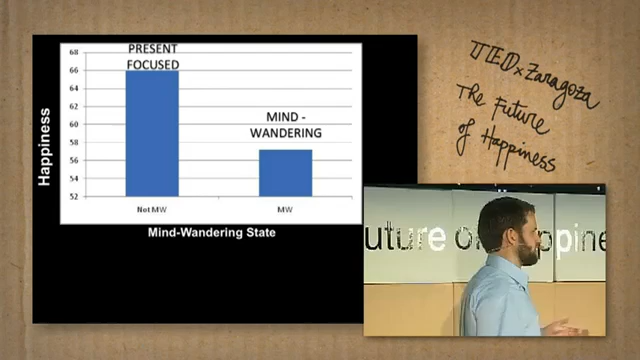 68
66
64
62
60
58
56
54
52
PRESENT
FOCUSED
MIND -
WANDERING
Happiness
Not MW
MW
Mind-Wandering State
TEDxZaragoza
The Future
of Happiness
uture of ppine